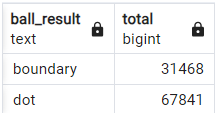 ball_result total
text bigint
boundary 31468
dot 67841